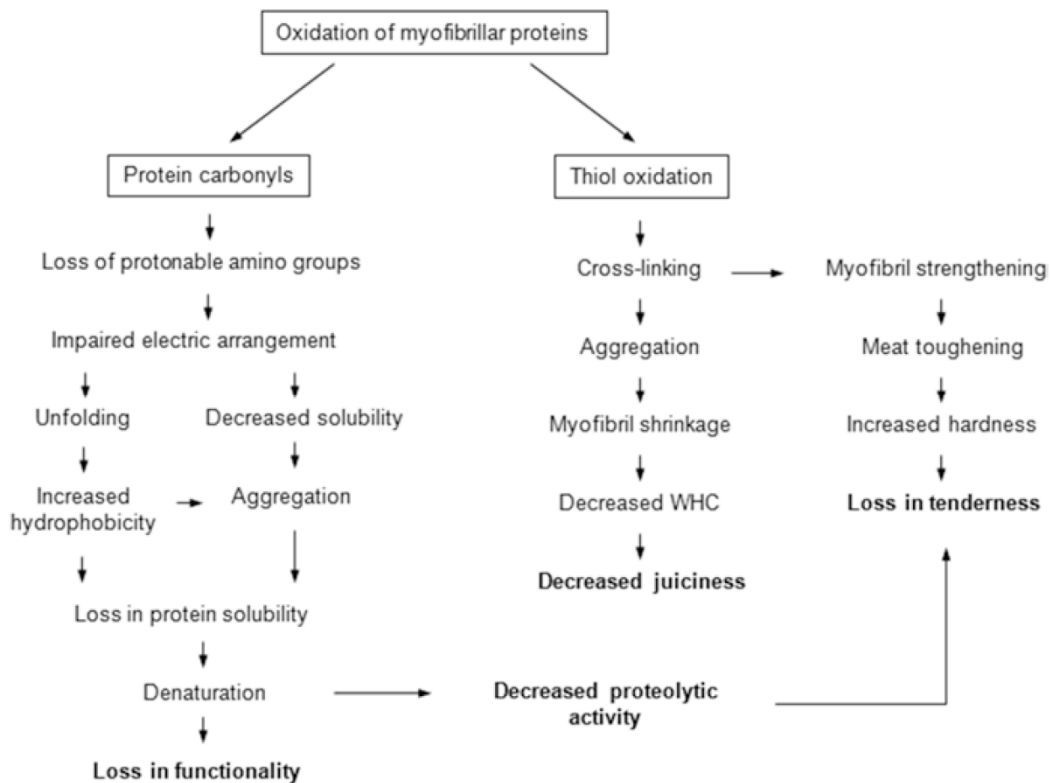 Oxidation of myofibrillar proteins
Protein carbonyls
Thiol oxidation
Loss of protonable amino groups
Cross-linking
Myofibril strengthening
Impaired electric arrangement
Aggregation
Meat toughening
Unfolding
Decreased solubility
Myofibril shrinkage
Increased hardness
Increased
hydrophobicity
Aggregation
Decreased WHC
Loss in tenderness
Decreased juiciness
Loss in protein solubility
Denaturation
Decreased proteolytic
activity
Loss in functionality